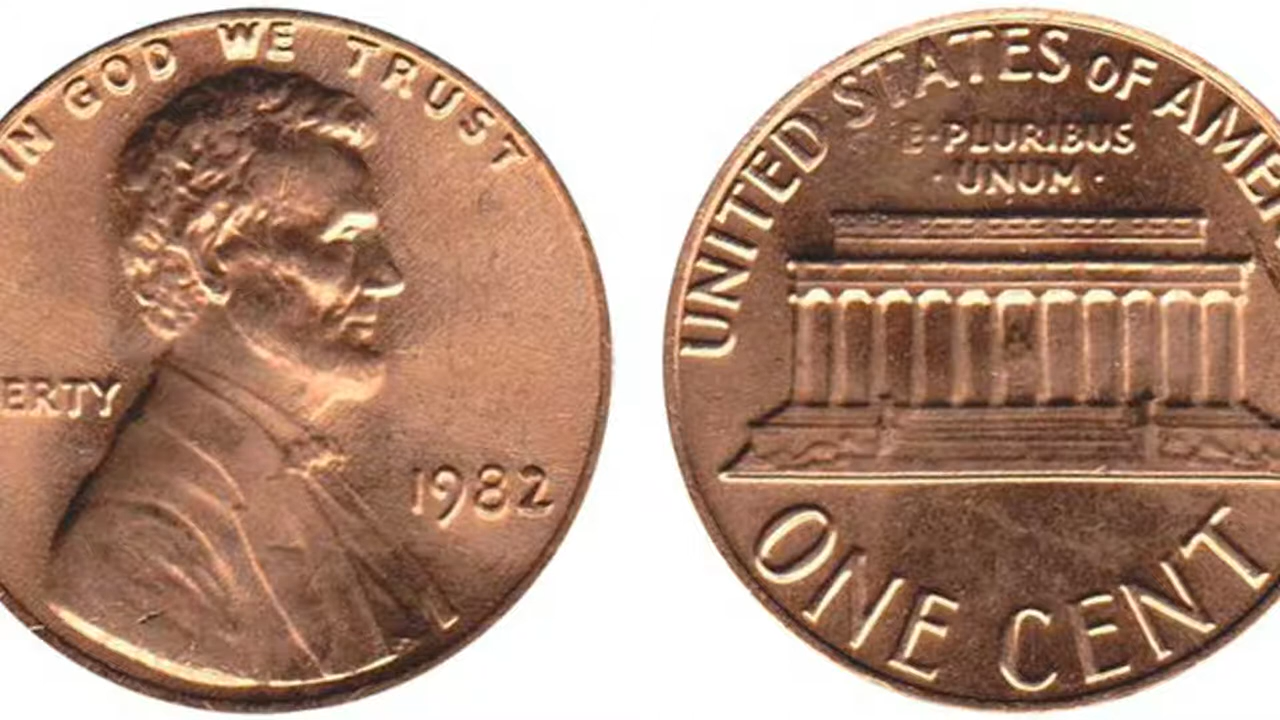 IN GOD WE TRUST
ERTY
1982
UNITED STATES OF AME
E·PLURIBUS
·UNUM·
ONE CENT